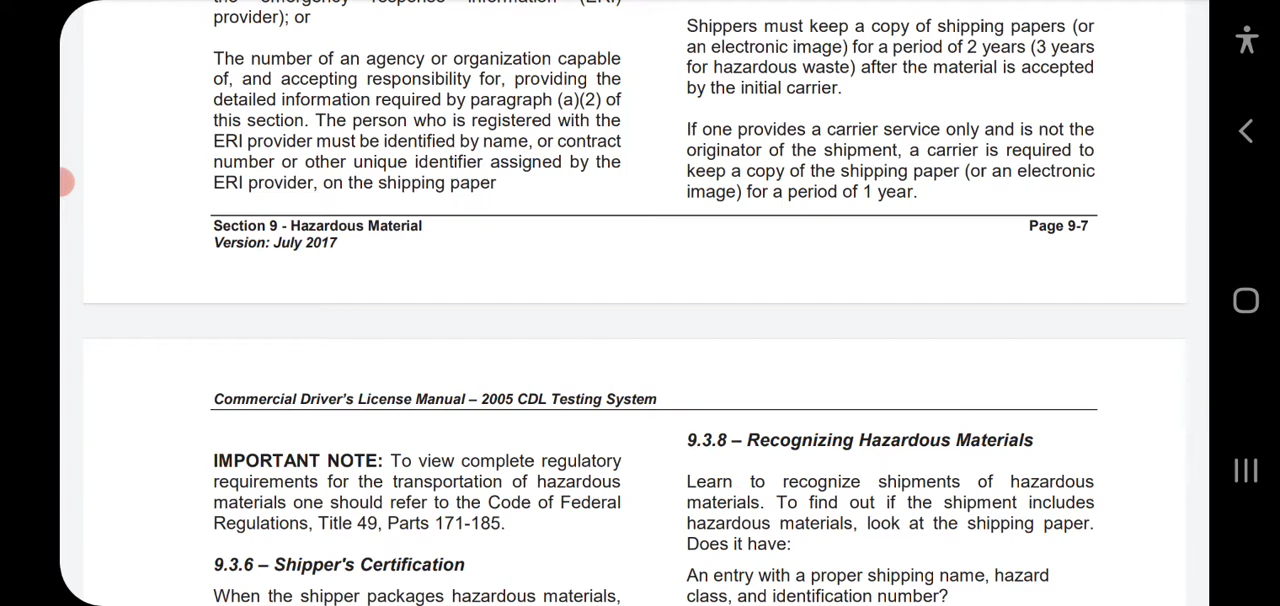 the emergency response information (ERI)
provider); or
The number of an agency or organization capable
of, and accepting responsibility for, providing the
detailed information required by paragraph (a)(2) of
this section. The person who is registered with the
ERI provider must be identified by name, or contract
number or other unique identifier assigned by the
ERI provider, on the shipping paper
Shippers must keep a copy of shipping papers (or
an electronic image) for a period of 2 years (3 years
for hazardous waste) after the material is accepted
by the initial carrier.
If one provides a carrier service only and is not the
originator of the shipment, a carrier is required to
keep a copy of the shipping paper (or an electronic
image) for a period of 1 year.
Section 9 - Hazardous Material
Page 9-7
Version: July 2017
Commercial Driver's License Manual – 2005 CDL Testing System
IMPORTANT NOTE: To view complete regulatory
requirements for the transportation of hazardous
materials one should refer to the Code of Federal
Regulations, Title 49, Parts 171-185.
9.3.6 – Shipper's Certification
When the shipper packages hazardous materials,
9.3.8 – Recognizing Hazardous Materials
Learn to recognize shipments of hazardous
materials. To find out if the shipment includes
hazardous materials, look at the shipping paper.
Does it have:
An entry with a proper shipping name, hazard
class, and identification number?